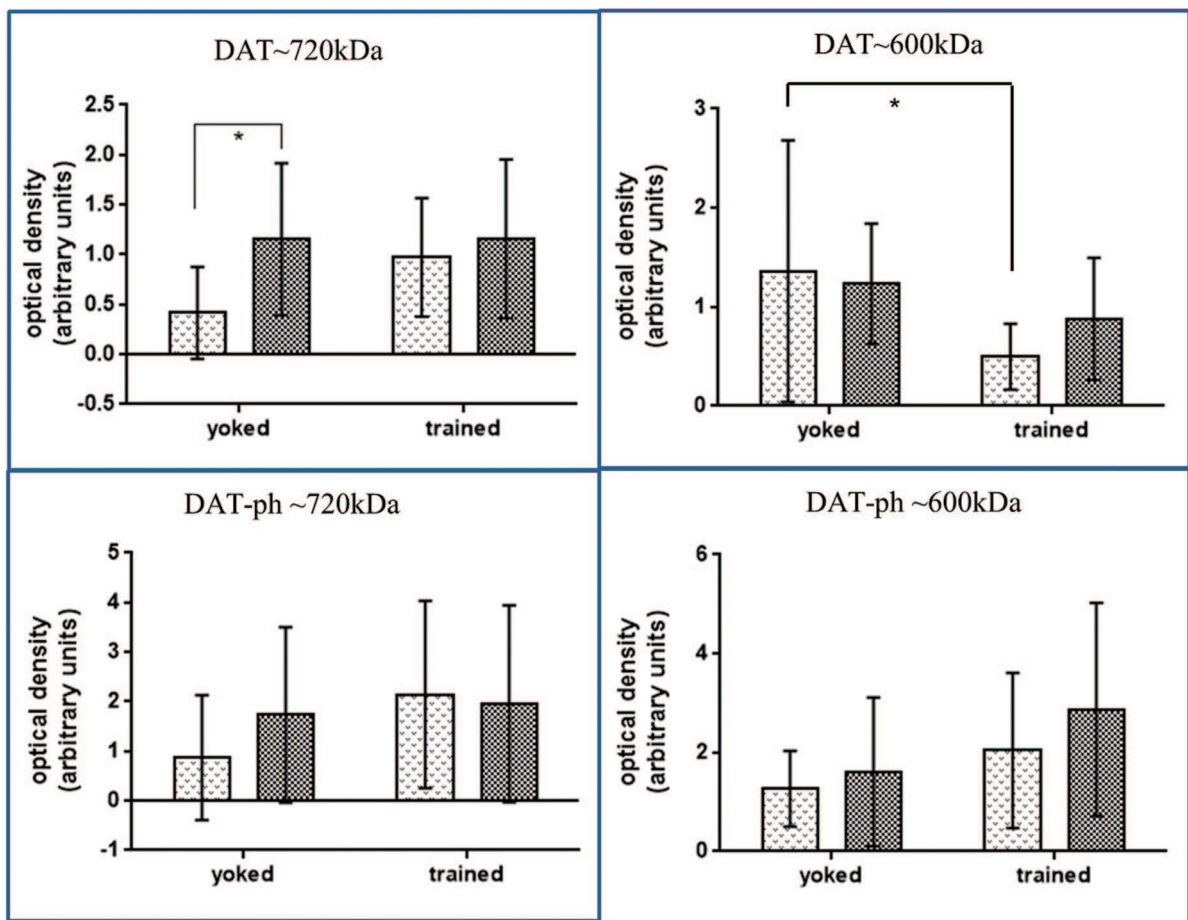 DAT~720kDa
optical density
(arbitrary units)
2.5
2.0
1.5
1.0
0.5
0.0
-0.5
*
yoked
trained
DAT~600kDa
optical density
(arbitrary units)
3
2
1
0
*
yoked
trained
DAT-ph ~720kDa
optical density
(arbitrary units)
5
4
3
2
1
0
-1
yoked
trained
DAT-ph ~600kDa
optical density
(arbitrary units)
6
4
2
0
yoked
trained